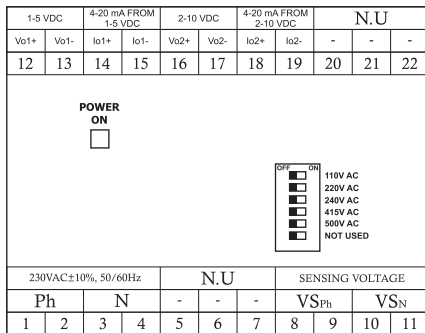 1-5 VDC 4-20 mA FROM 1-5 VDC 2-10 VDC 4-20 mA FROM 2-10 VDC N.U
Vo1+ Vo1- Io1+ Io1- Vo2+ Vo2- Io2+ Io2- - - -
12 13 14 15 16 17 18 19 20 21 22
POWER
ON
OFF ON
110V AC
220V AC
240V AC
415V AC
500V AC
NOT USED
230VAC±10%, 50/60Hz N.U SENSING VOLTAGE
Ph N - - - VSPh VSN
1 2 3 4 5 6 7 8 9 10 11